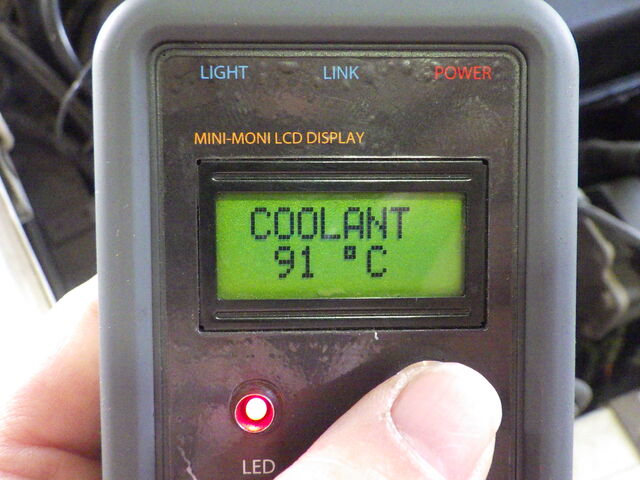 LIGHT LINK POWER
MINI-MONI LCD DISPLAY
COOLANT
91 °C
LED